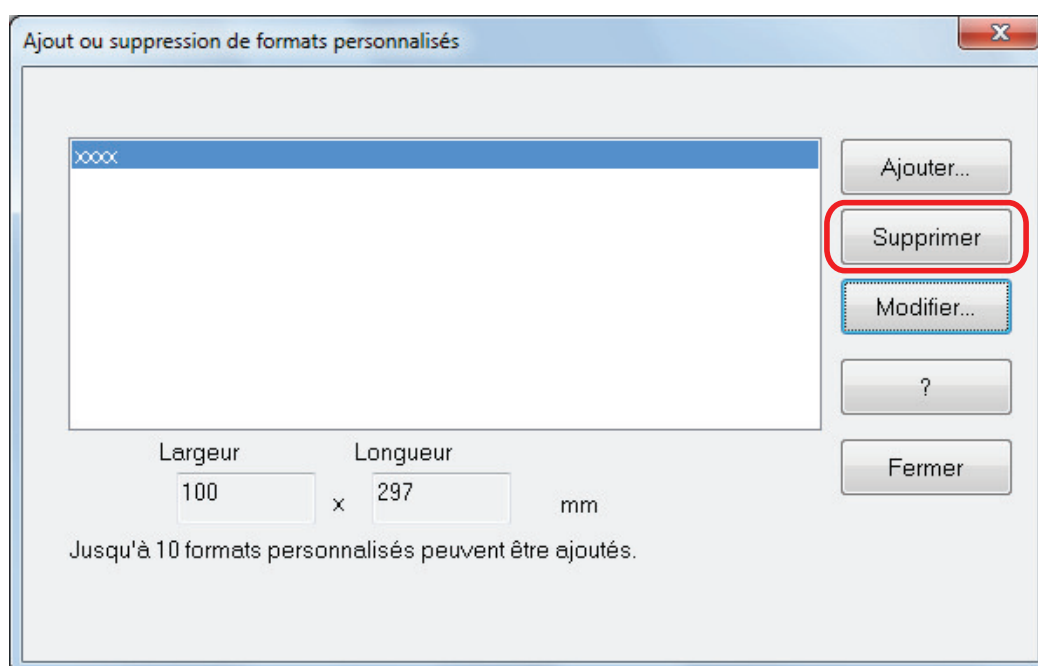 Ajout ou suppression de formats personnalisés
xxxx
Ajouter...
Supprimer
Modifier...
?
Fermer
Largeur Longueur
100 x 297 mm
Jusqu'à 10 formats personnalisés peuvent être ajoutés.